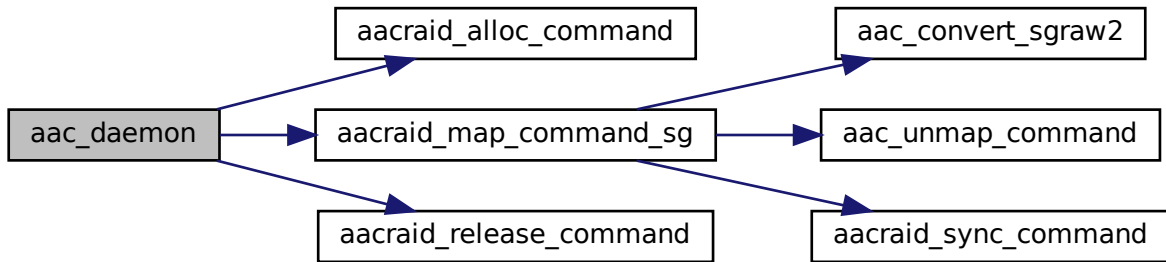 aacraid_alloc_command
aac_convert_sgraw2
aac_daemon
aacraid_map_command_sg
aac_unmap_command
aacraid_release_command
aacraid_sync_command